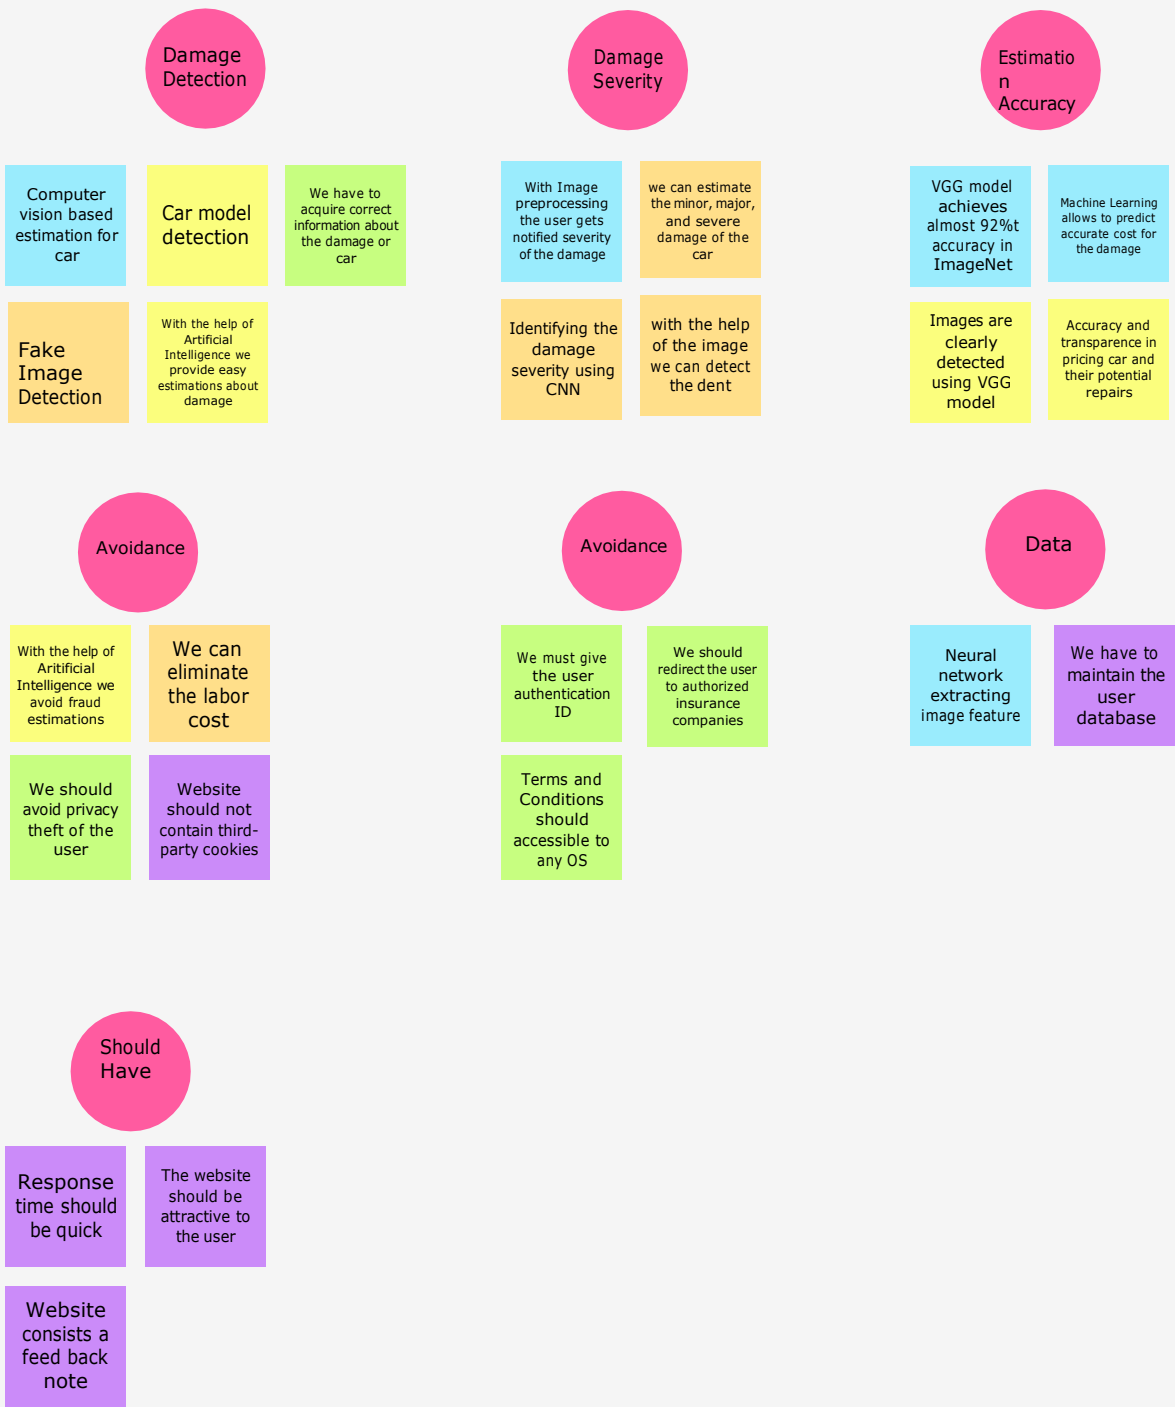 Damage
Detection
Damage
Severity
Estimatio
n
Accuracy
Computer
vision based
estimation for
car
Car model
detection
We have to
acquire correct
information about
the damage or
car
Fake
Image
Detection
With the help of
Artificial
Intelligence we
provide easy
estimations about
damage
With Image
preprocessing
the user gets
notified severity
of the damage
we can estimate
the minor, major,
and severe
damage of the
car
Identifying the
damage
severity using
CNN
with the help
of the image
we can detect
the dent
VGG model
achieves
almost 92%t
accuracy in
ImageNet
Machine Learning
allows to predict
accurate cost for
the damage
Images are
clearly
detected
using VGG
model
Accuracy and
transparence in
pricing car and
their potential
repairs
Avoidance
Avoidance
Data
With the help of
Aritificial
Intelligence we
avoid fraud
estimations
We can
eliminate
the labor
cost
We should
avoid privacy
theft of the
user
Website
should not
contain third-
party cookies
We must give
the user
authentication
ID
We should
redirect the user
to authorized
insurance
companies
Terms and
Conditions
should
accessible to
any OS
Neural
network
extracting
image feature
We have to
maintain the
user
database
Should
Have
Response
time should
be quick
The website
should be
attractive to
the user
Website
consists a
feed back
note